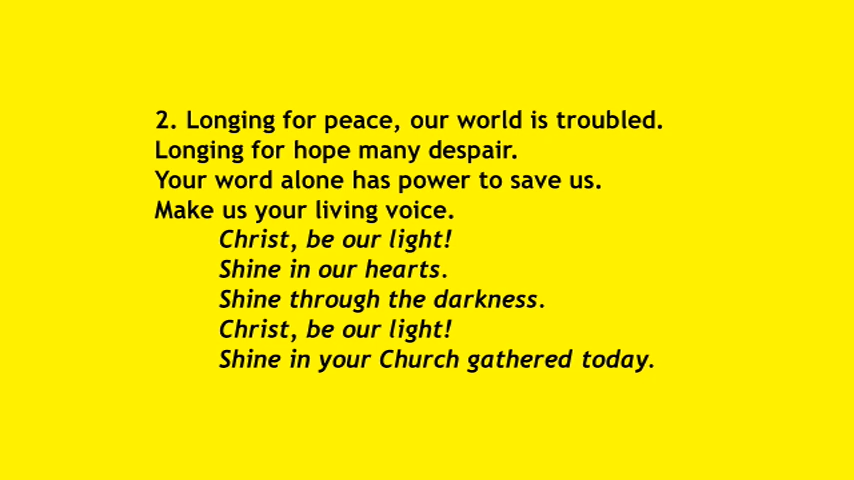 2. Longing for peace, our world is troubled.
Longing for hope many despair.
Your word alone has power to save us.
Make us your living voice.
Christ, be our light!
Shine in our hearts.
Shine through the darkness.
Christ, be our light!
Shine in your Church gathered today.